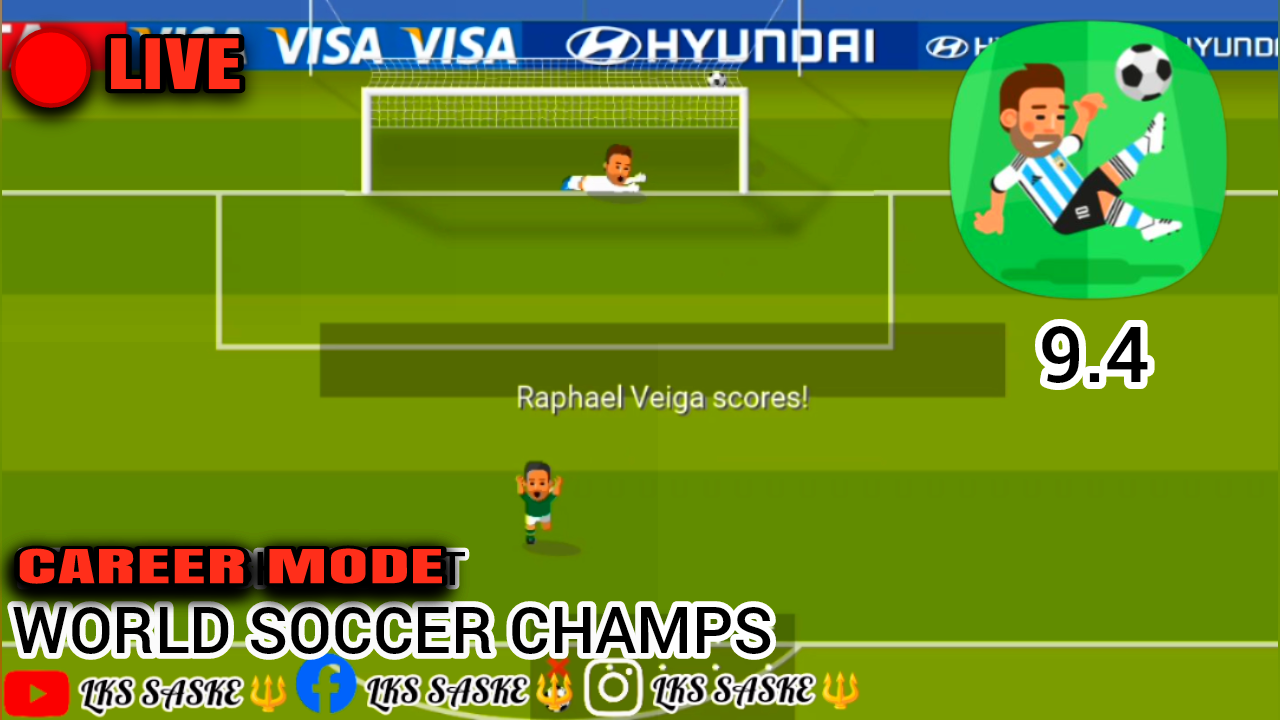 VISA VISA VISA HYUNDAI
LIVE
9.4
Raphael Veiga scores!
CAREER MODE
WORLD SOCCER CHAMPS
LKS SASKE LKS SASKE LKS SASKE